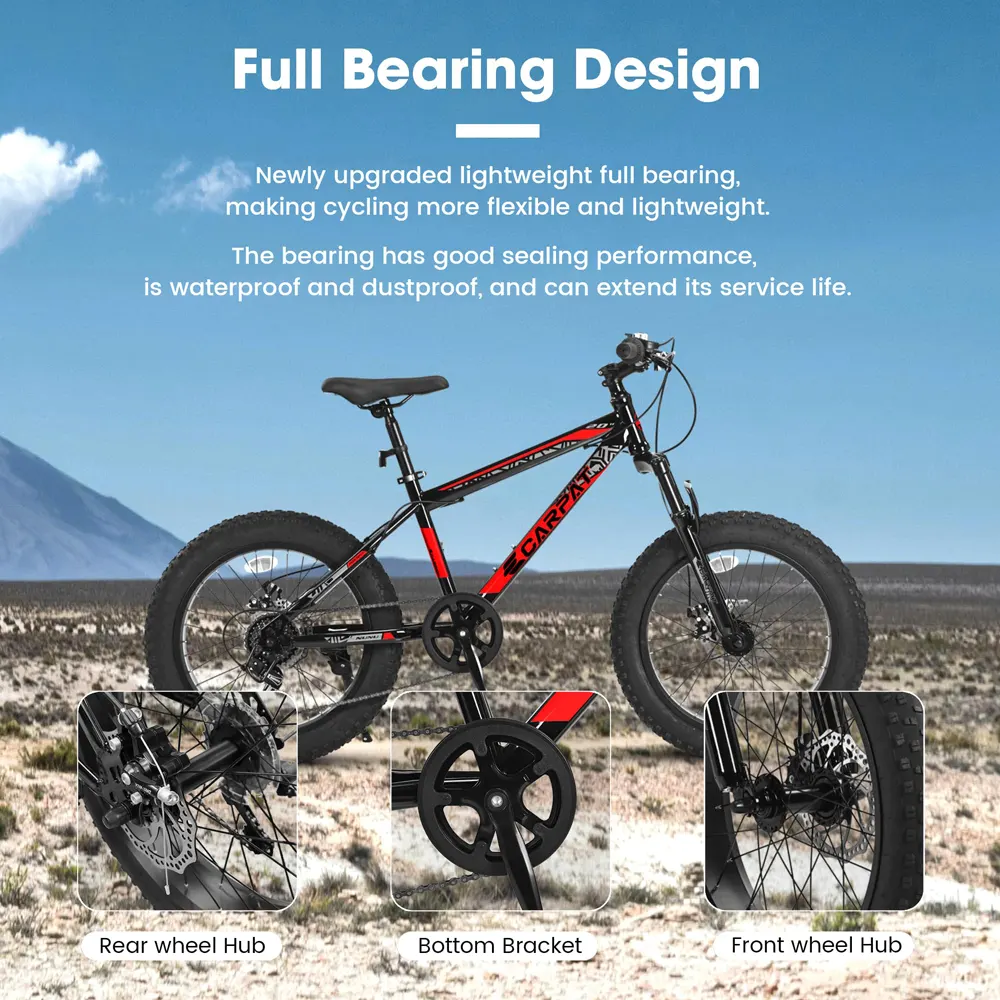 Full Bearing Design
Newly upgraded lightweight full bearing,
making cycling more flexible and lightweight.
The bearing has good sealing performance,
is waterproof and dustproof, and can extend its service life.
CARPAT
Rear wheel Hub
Bottom Bracket
Front wheel Hub